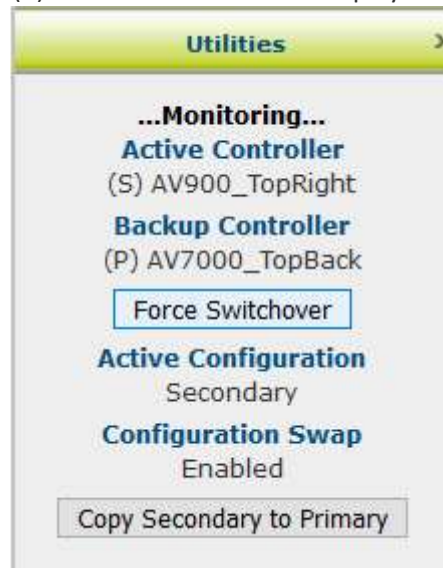 Utilities
...Monitoring...
Active Controller
(S) AV900_TopRight
Backup Controller
(P) AV7000_TopBack
Force Switchover
Active Configuration
Secondary
Configuration Swap
Enabled
Copy Secondary to Primary